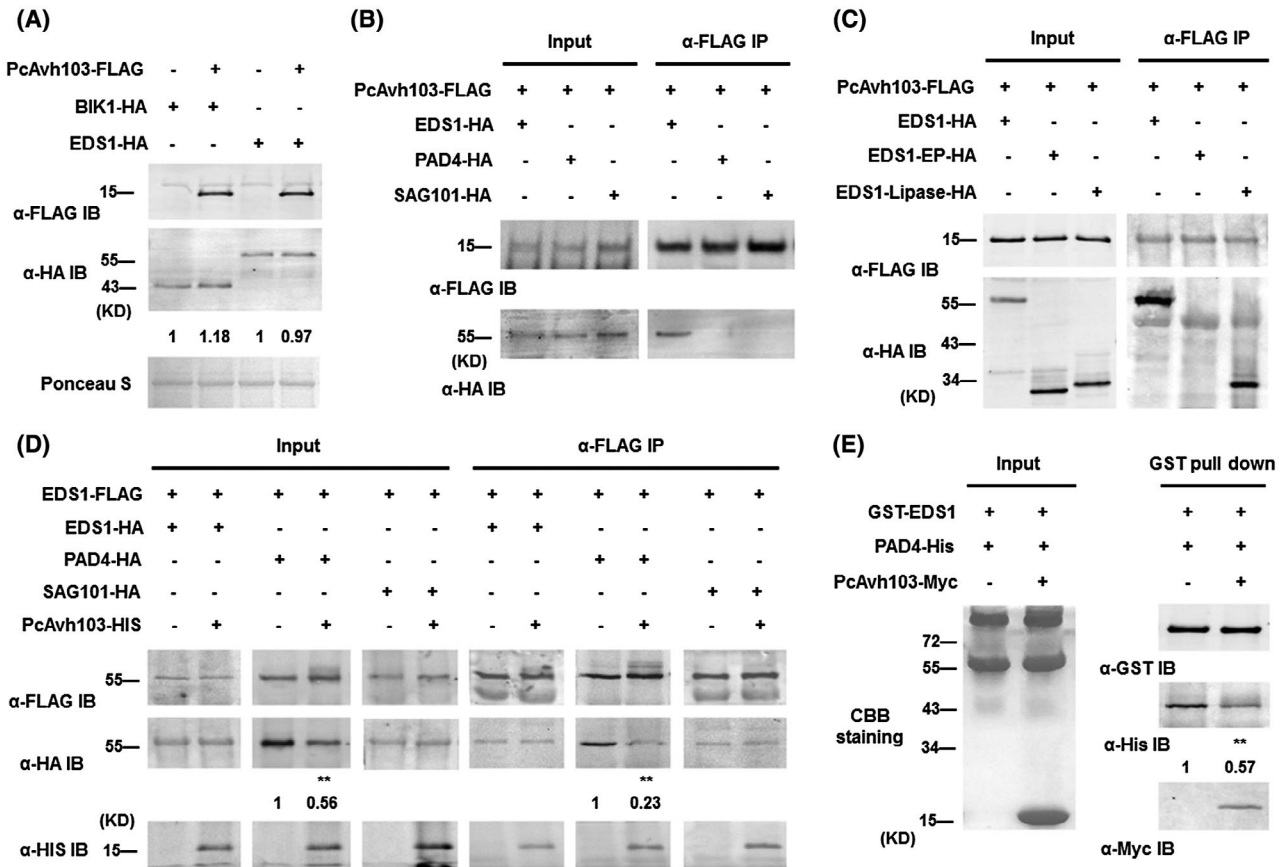 (A)
PcAvh103-FLAG - + - +
BIK1-HA + + - -
EDS1-HA - - + +
15
α-FLAG IB
55
α-HA IB
43
(KD)
1 1.18 1 0.97
Ponceau S
(B)
Input α-FLAG IP
PcAvh103-FLAG + + + + + +
EDS1-HA + - - + - -
PAD4-HA - + - - + -
SAG101-HA - - + - - +
15
α-FLAG IB
55
(KD)
α-HA IB
(C)
Input α-FLAG IP
PcAvh103-FLAG + + + + + +
EDS1-HA + - - + - -
EDS1-EP-HA - + - - + -
EDS1-Lipase-HA - - + - - +
15
α-FLAG IB
55
43
α-HA IB
34
(KD)
(D)
Input α-FLAG IP
EDS1-FLAG + + + + + + + + + + + +
EDS1-HA + + - - - - + + - - - -
PAD4-HA - - + + - - - - + + - -
SAG101-HA - - - - + + - - - - + +
PcAvh103-HIS - + - + - + - + - + - +
55
α-FLAG IB
55
α-HA IB
** **
1 0.56 1 0.23
(KD)
α-HIS IB 15
(E)
Input GST pull down
GST-EDS1 + + + +
PAD4-His + + + +
PcAvh103-Myc - + - +
72
55
α-GST IB
43
CBB
staining
α-His IB **
34
1 0.57
15
(KD)
α-Myc IB